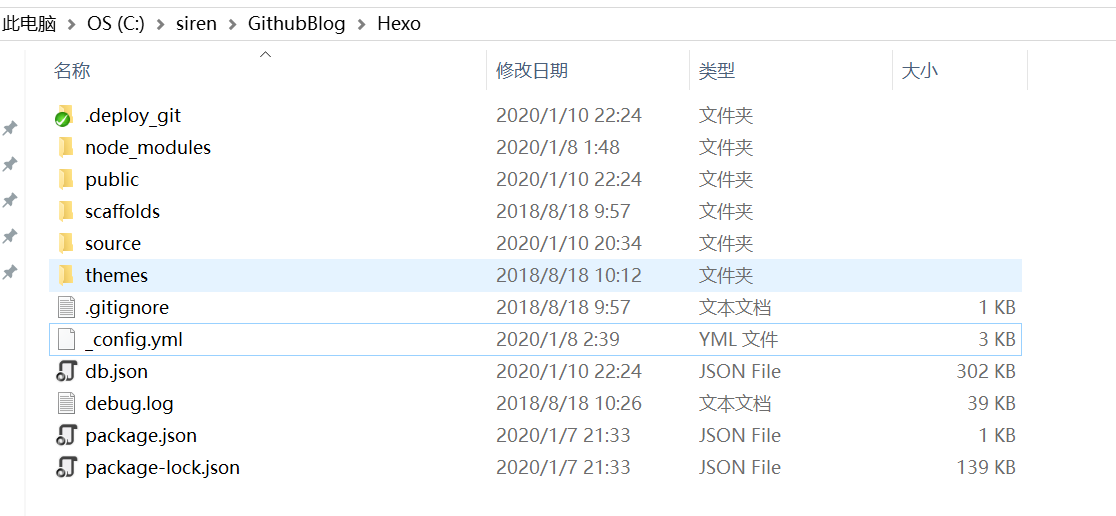 此电脑 > OS (C:) > siren > GithubBlog > Hexo
名称 修改日期 类型 大小
.deploy_git 2020/1/10 22:24 文件夹
node_modules 2020/1/8 1:48 文件夹
public 2020/1/10 22:24 文件夹
scaffolds 2018/8/18 9:57 文件夹
source 2020/1/10 20:34 文件夹
themes 2018/8/18 10:12 文件夹
.gitignore 2018/8/18 9:57 文本文档 1 KB
_config.yml 2020/1/8 2:39 YML 文件 3 KB
db.json 2020/1/10 22:24 JSON File 302 KB
debug.log 2018/8/18 10:26 文本文档 39 KB
package.json 2020/1/7 21:33 JSON File 1 KB
package-lock.json 2020/1/7 21:33 JSON File 139 KB